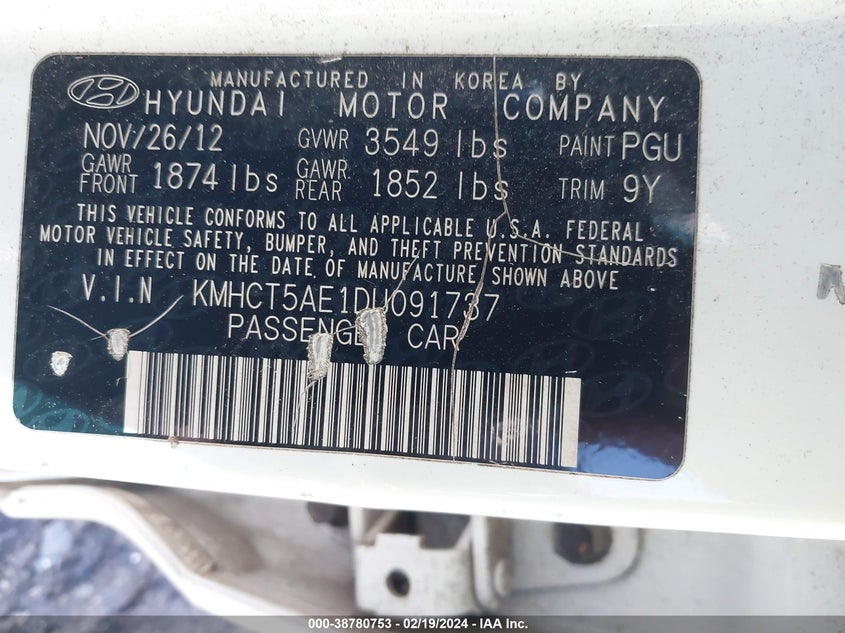 MANUFACTURED IN KOREA BY
HYUNDAI MOTOR COMPANY
NOV/26/12 GVWR 3549 lbs PAINT PGU
GAWR FRONT 1874 lbs GAWR REAR 1852 lbs TRIM 9Y
THIS VEHICLE CONFORMS TO ALL APPLICABLE U.S.A. FEDERAL
MOTOR VEHICLE SAFETY, BUMPER, AND THEFT PREVENTION STANDARDS
IN EFFECT ON THE DATE OF MANUFACTURE SHOWN ABOVE
V.I.N KMHCT5AE1DU091737
PASSENGER CAR
000-38780753 // 02/19/2024 // IAA Holdings, LLC.